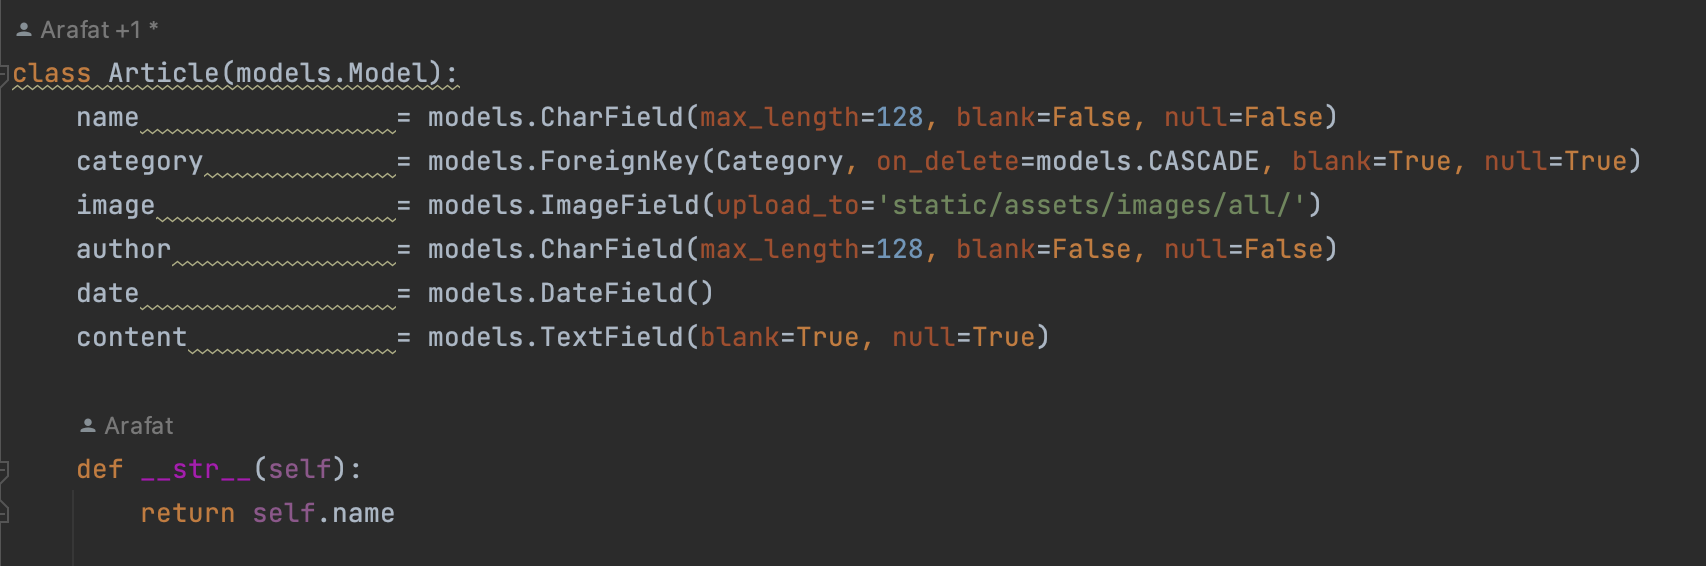 Arafat +1 *
class Article(models.Model):
    name                = models.CharField(max_length=128, blank=False, null=False)
    category            = models.ForeignKey(Category, on_delete=models.CASCADE, blank=True, null=True)
    image               = models.ImageField(upload_to='static/assets/images/all/')
    author              = models.CharField(max_length=128, blank=False, null=False)
    date                = models.DateField()
    content             = models.TextField(blank=True, null=True)
    Arafat
    def __str__(self):
        return self.name